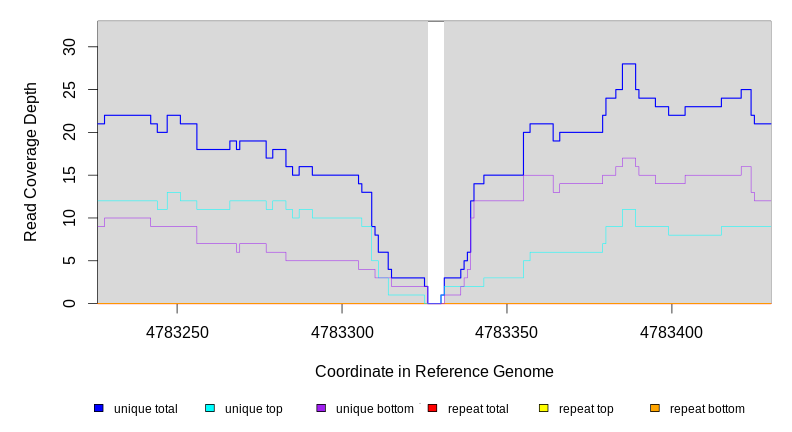 30
25
20
15
10
5
0
Read Coverage Depth
4783250 4783300 4783350 4783400
Coordinate in Reference Genome
unique total unique top unique bottom repeat total repeat top repeat bottom